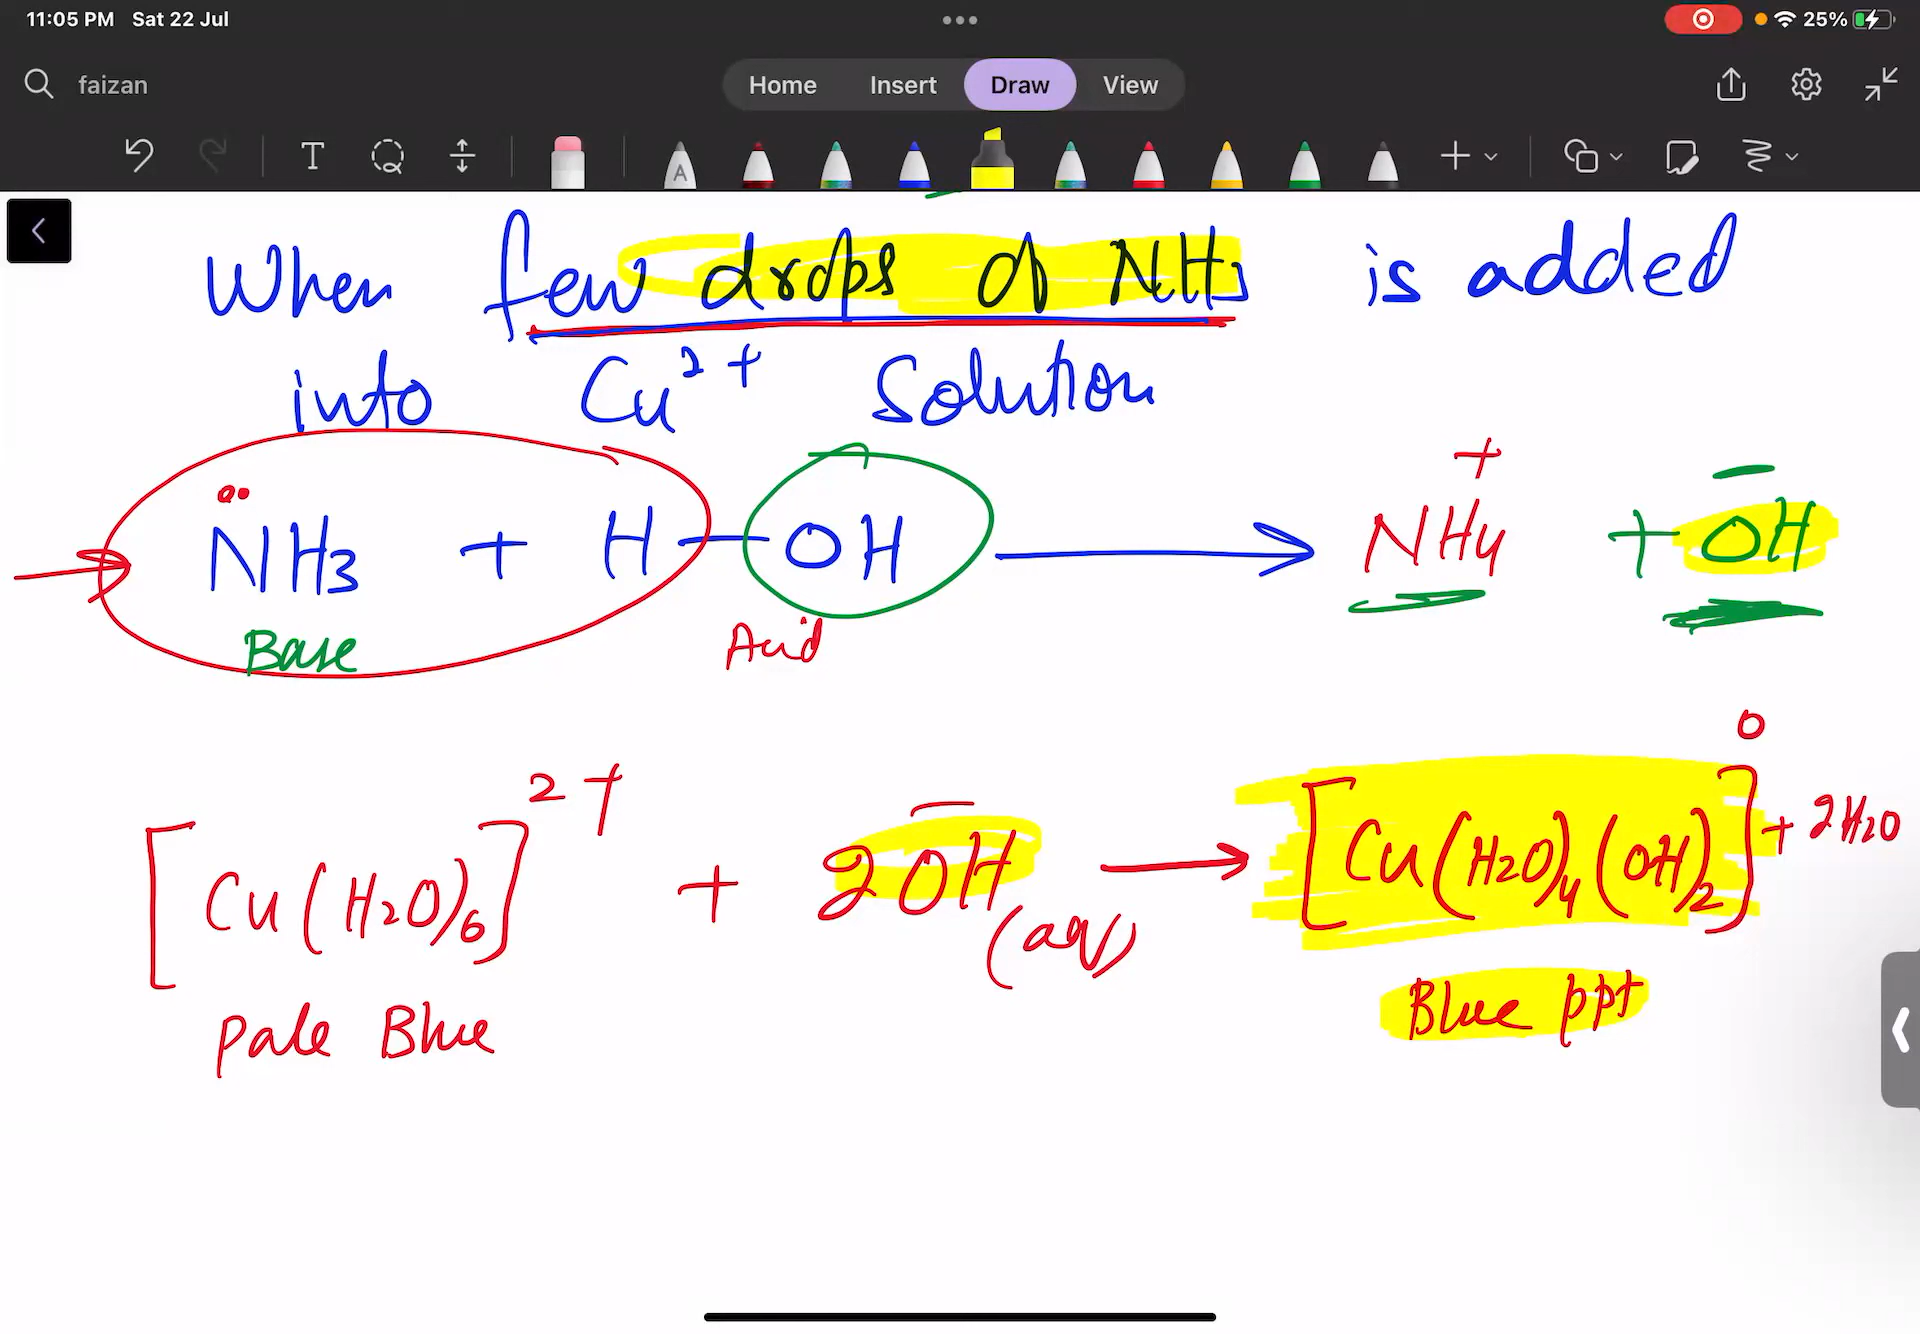 11:05 PM Sat 22 Jul
25%
faizan
Home Insert Draw View
T
A
When few drops of NH3 is added
into Cu²⁺ Solution
NH3 + H—OH ⟶ NH4⁺ + OH⁻
Base Acid
[Cu(H2O)6]²⁺ + 2OH⁻(aq) ⟶ [Cu(H2O)4(OH)2]⁰ + 2H2O
Pale Blue Blue ppt